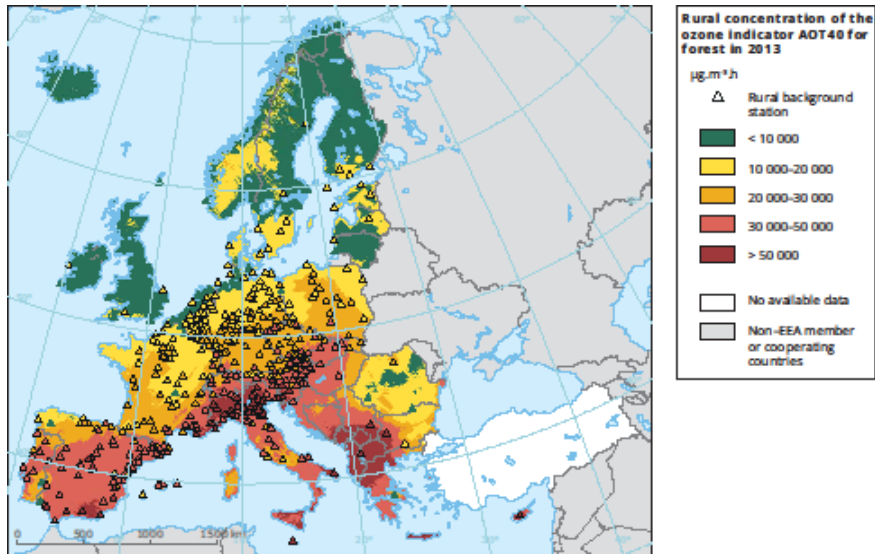 Rural concentration of the
ozone indicator AOT40 for
forest in 2013
µg.m⁻³.h
Rural background
station
< 10 000
10 000–20 000
20 000–30 000
30 000–50 000
> 50 000
No available data
Non-EEA member
or cooperating
countries
0 500 1000 1500 km